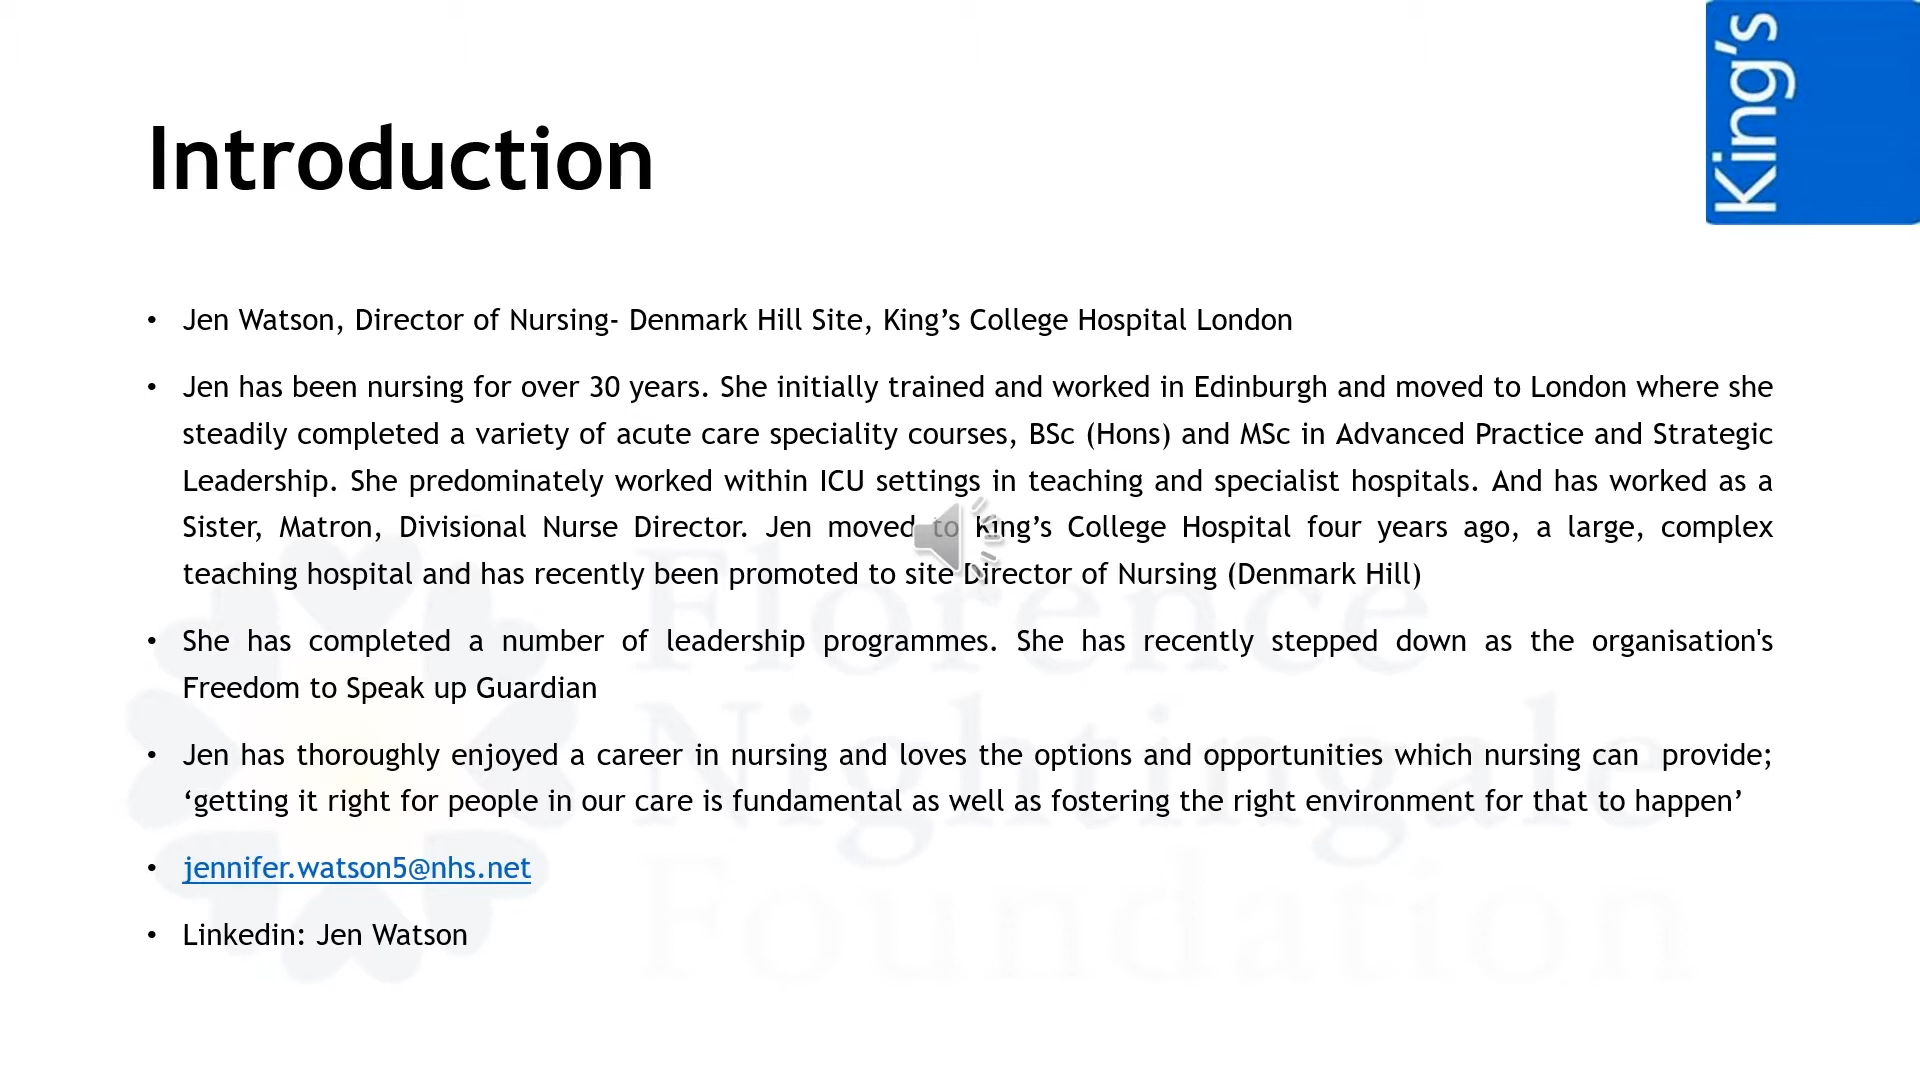 King's
Introduction
• Jen Watson, Director of Nursing- Denmark Hill Site, King’s College Hospital London
• Jen has been nursing for over 30 years. She initially trained and worked in Edinburgh and moved to London where she
steadily completed a variety of acute care speciality courses, BSc (Hons) and MSc in Advanced Practice and Strategic
Leadership. She predominately worked within ICU settings in teaching and specialist hospitals. And has worked as a
Sister, Matron, Divisional Nurse Director. Jen moved to King’s College Hospital four years ago, a large, complex
teaching hospital and has recently been promoted to site Director of Nursing (Denmark Hill)
• She has completed a number of leadership programmes. She has recently stepped down as the organisation's
Freedom to Speak up Guardian
• Jen has thoroughly enjoyed a career in nursing and loves the options and opportunities which nursing can provide;
‘getting it right for people in our care is fundamental as well as fostering the right environment for that to happen’
• jennifer.watson5@nhs.net
• Linkedin: Jen Watson
Florence
Nightingale
Foundation